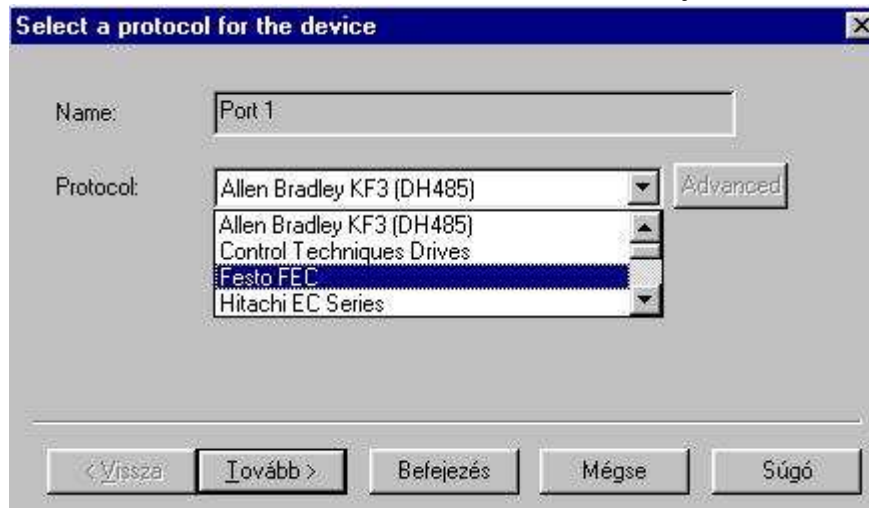 Select a protocol for the device
Name: Port 1
Protocol: Allen Bradley KF3 (DH485) Advanced
Allen Bradley KF3 (DH485)
Control Techniques Drives
Festo FEC
Hitachi EC Series
< Vissza Tovább > Befejezés Mégse Súgó